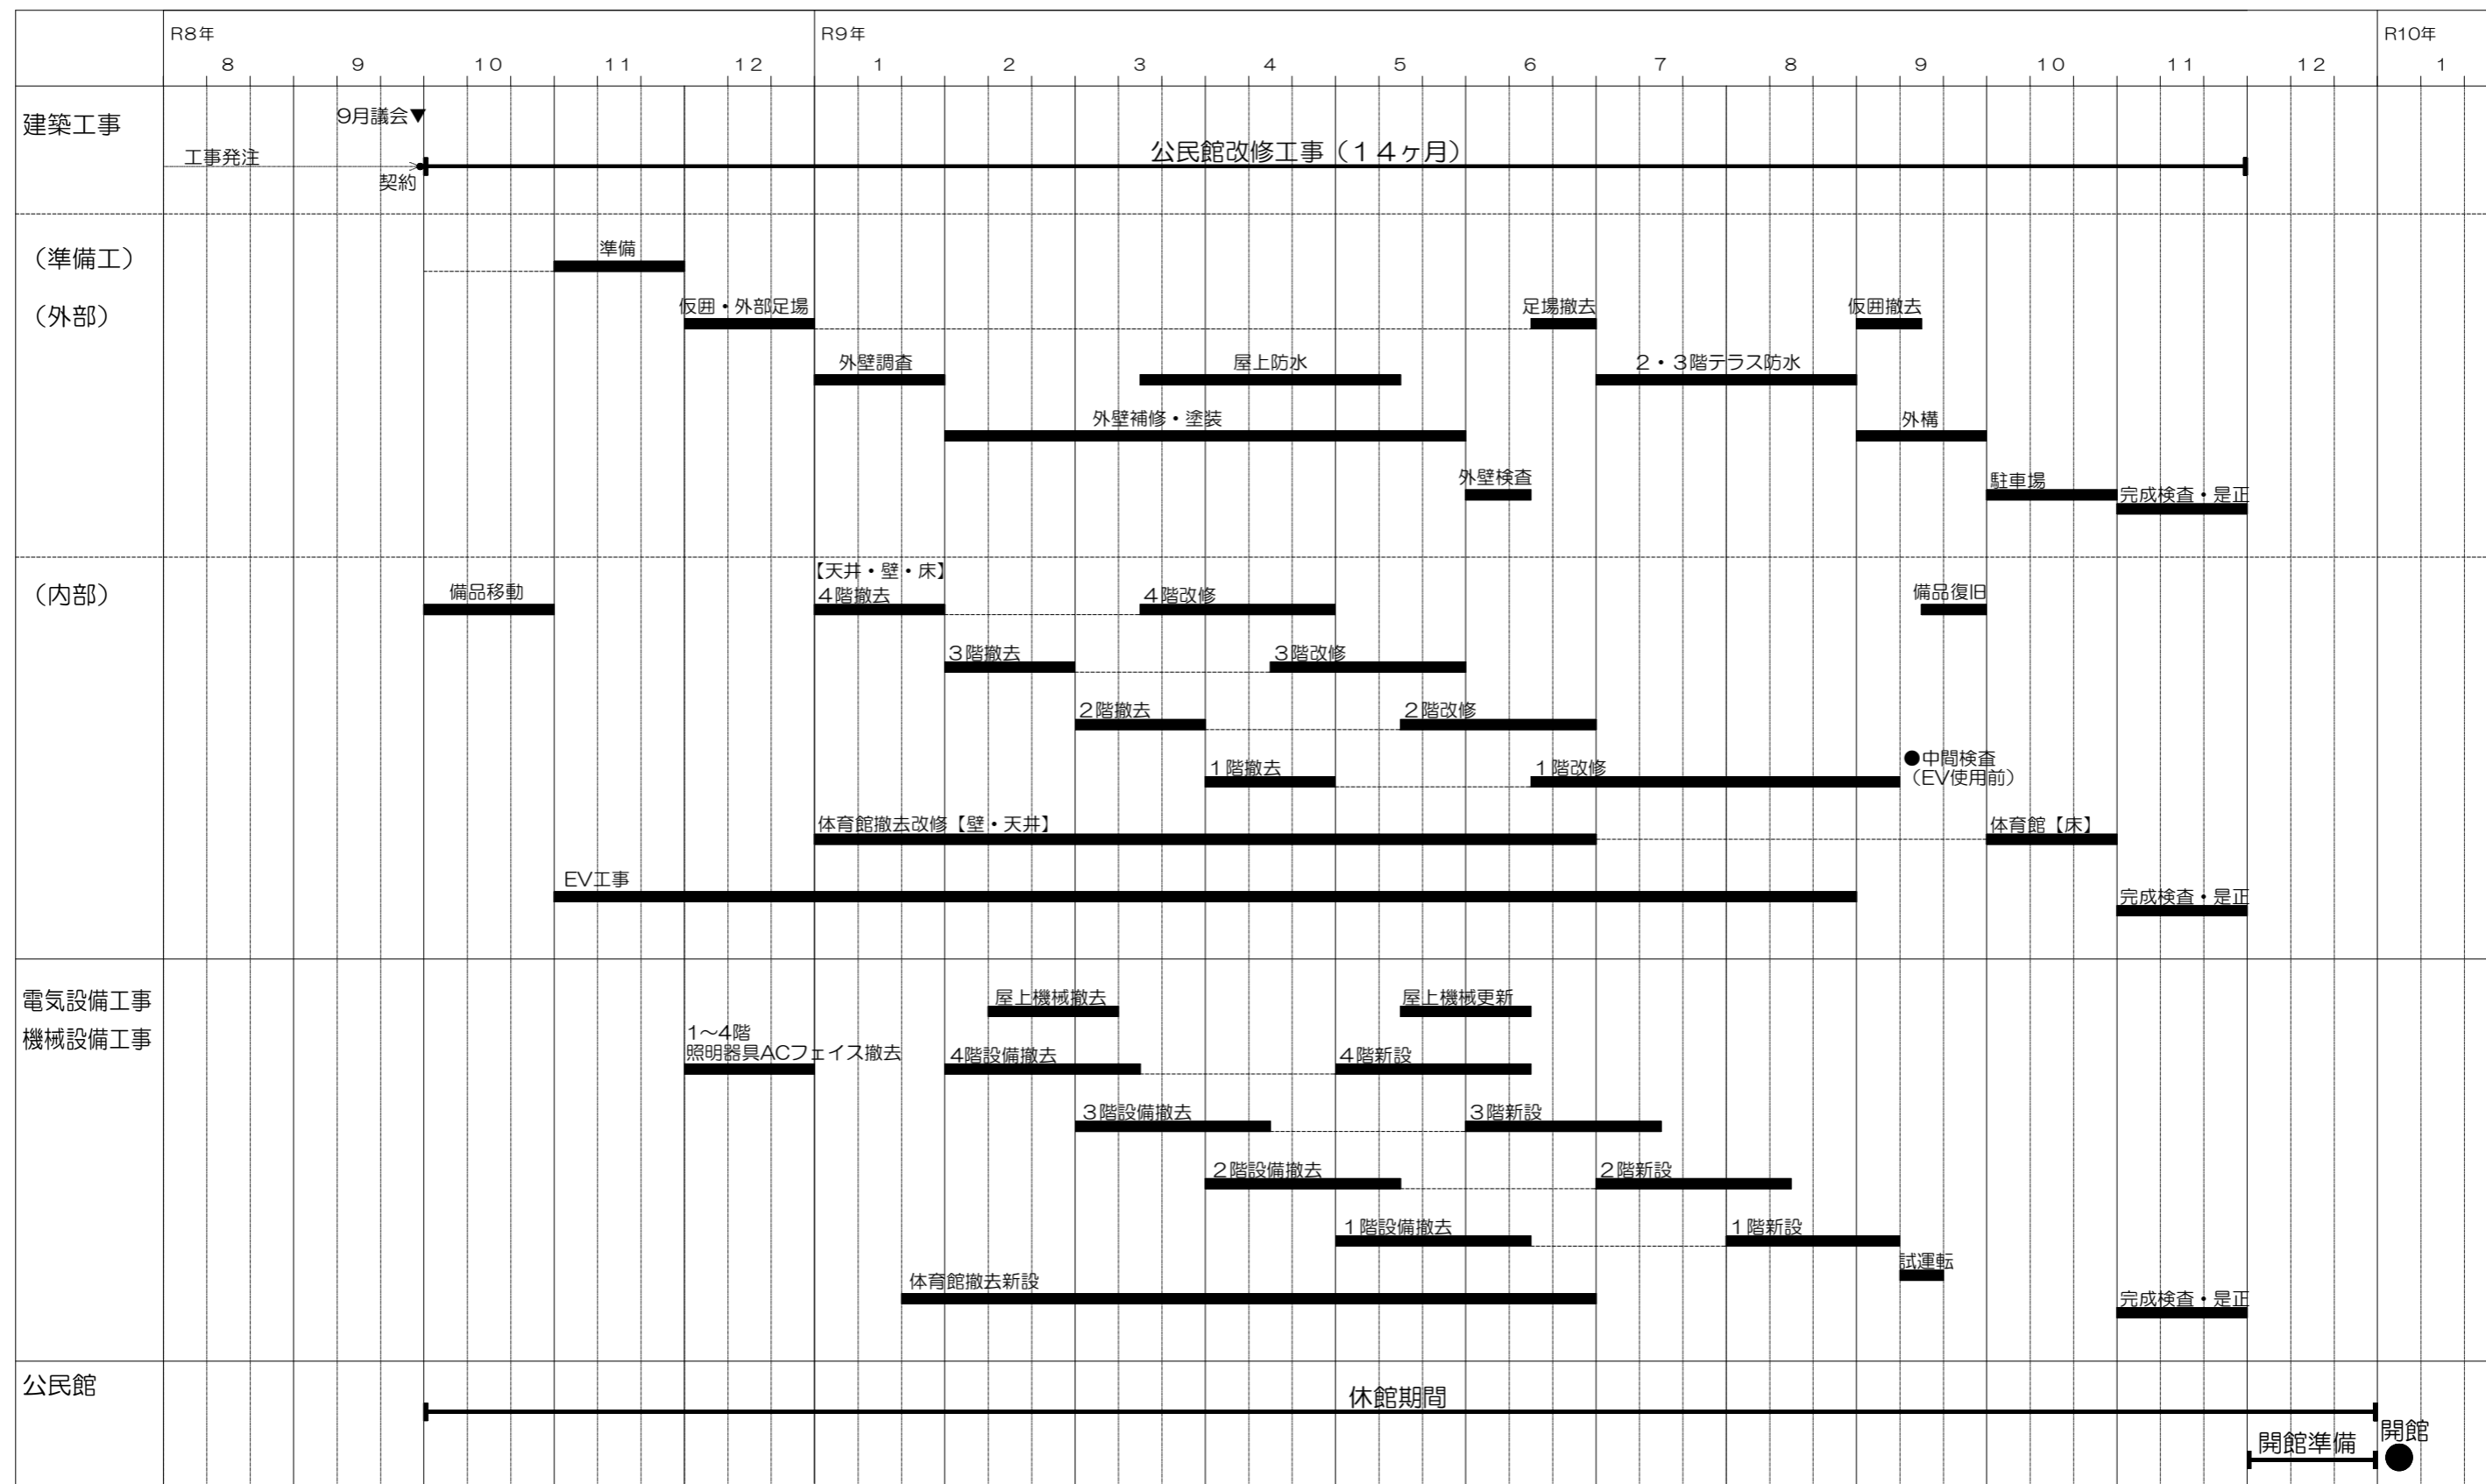 R8年
R9年
R10年
8
9
10
11
12
1
2
3
4
5
6
7
8
9
10
11
12
1
建築工事
9月議会▼
工事発注
契約
公民館改修工事（14ヶ月）
（準備工）
準備
（外部）
仮囲・外部足場
足場撤去
仮囲撤去
外壁調査
屋上防水
2・3階テラス防水
外壁補修・塗装
外構
外壁検査
駐車場
完成検査・是正
（内部）
備品移動
【天井・壁・床】
4階撤去
4階改修
備品復旧
3階撤去
3階改修
2階撤去
2階改修
1階撤去
1階改修
●中間検査
（EV使用前）
体育館撤去改修【壁・天井】
体育館【床】
EV工事
完成検査・是正
電気設備工事
機械設備工事
屋上機械撤去
屋上機械更新
1～4階
照明器具ACフェイス撤去
4階設備撤去
4階新設
3階設備撤去
3階新設
2階設備撤去
2階新設
1階設備撤去
1階新設
試運転
体育館撤去新設
完成検査・是正
公民館
休館期間
開館準備
開館